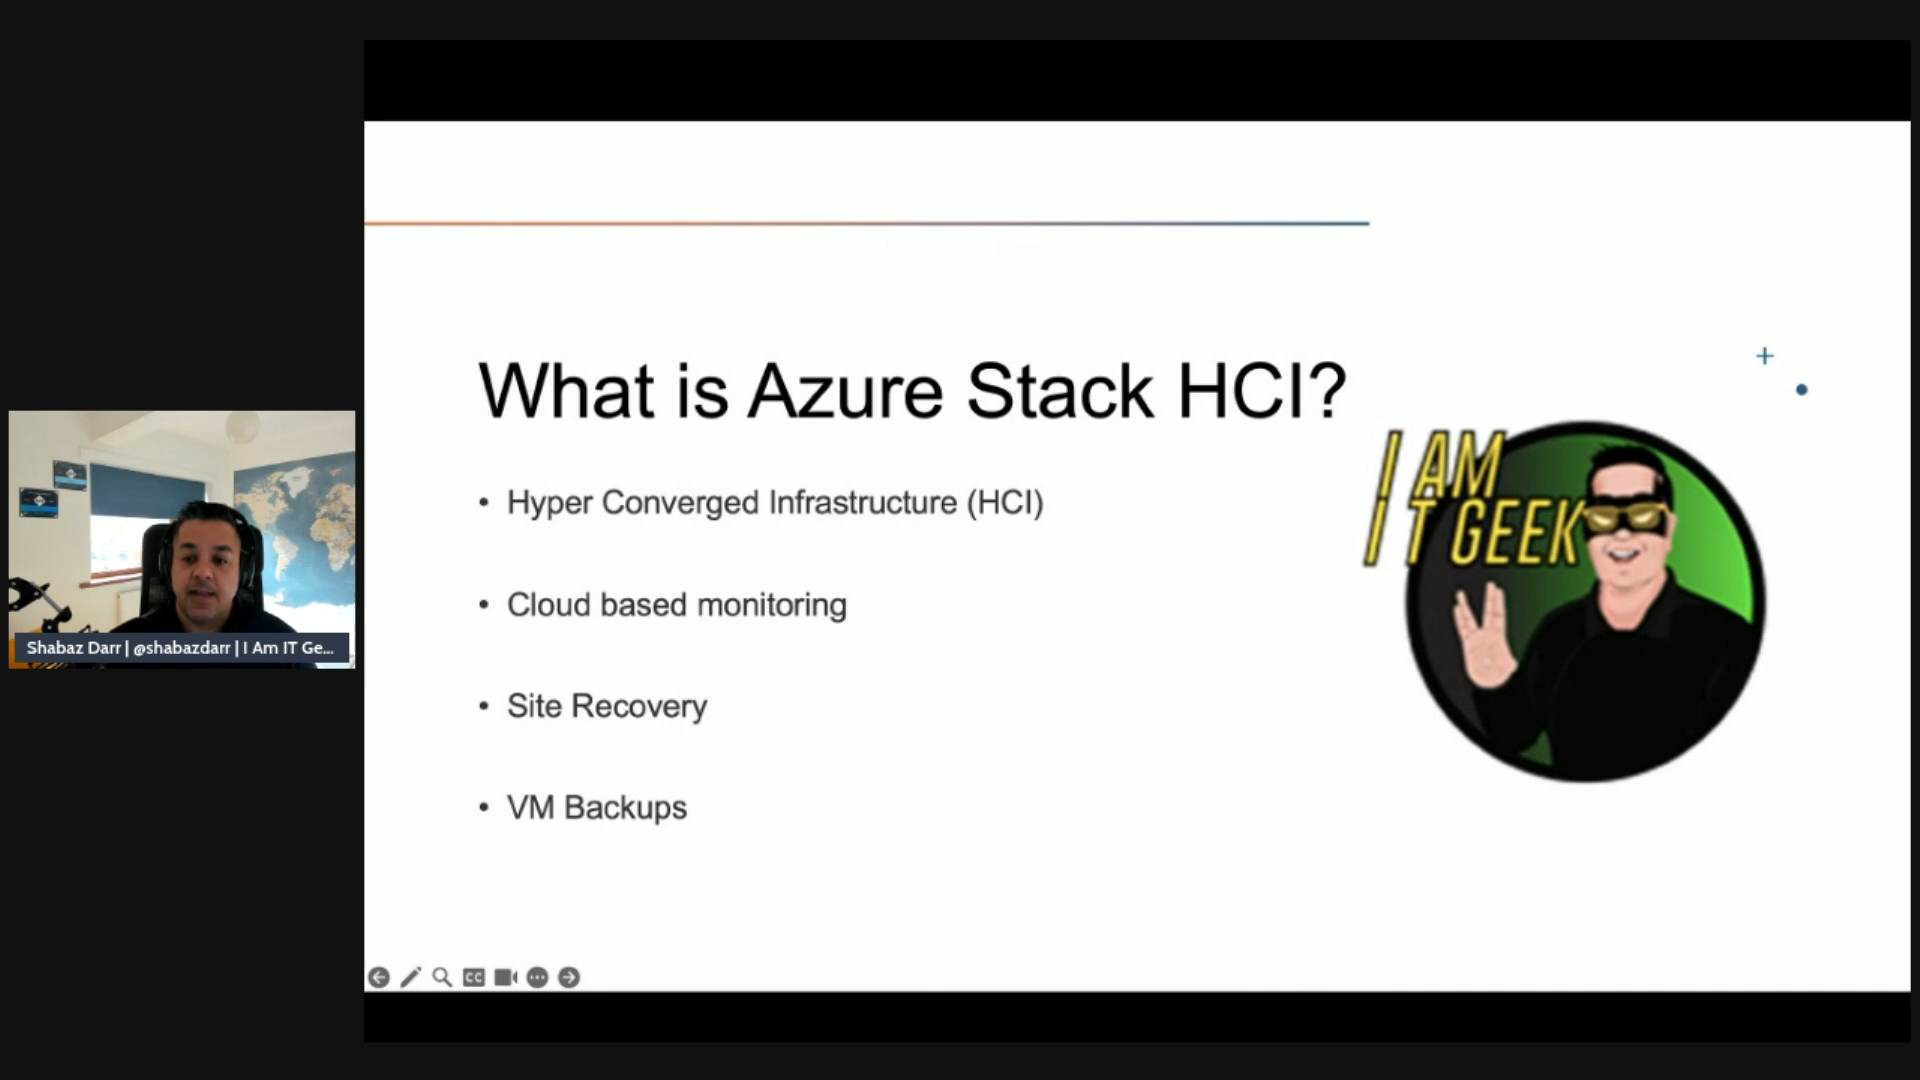 What is Azure Stack HCI?
• Hyper Converged Infrastructure (HCI)
• Cloud based monitoring
• Site Recovery
• VM Backups
I AM
IT GEEK
Shabaz Darr | @shabazdarr | I Am IT Ge...
CC